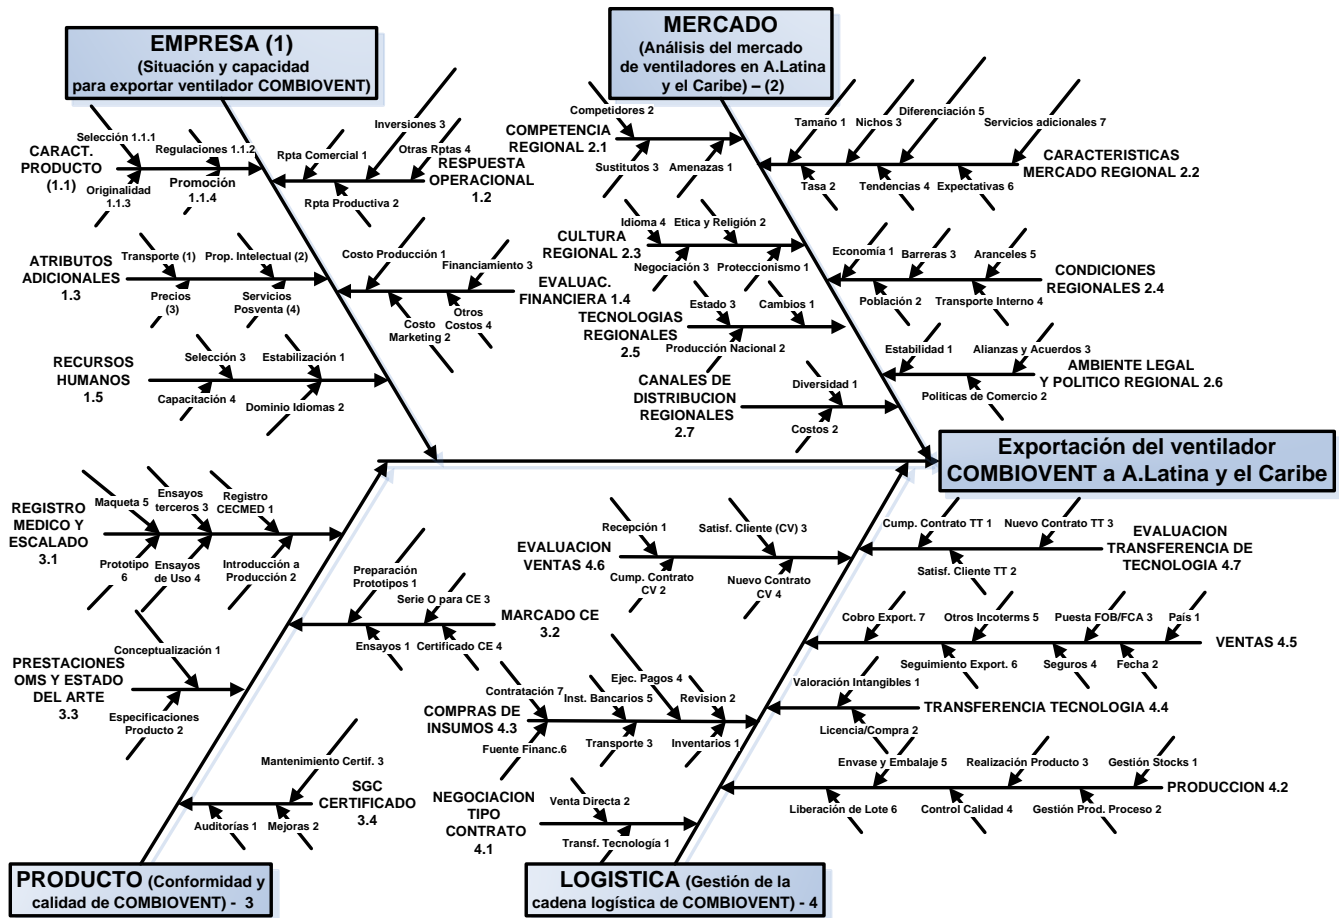 EMPRESA (1)
(Situación y capacidad
para exportar ventilador COMBIOVENT)
MERCADO
(Análisis del mercado
de ventiladores en A.Latina
y el Caribe) – (2)
Selección 1.1.1
Regulaciones 1.1.2
CARACT.
PRODUCTO
(1.1)
Originalidad
1.1.3
Promoción
1.1.4
Inversiones 3
Rpta Comercial 1
Otras Rptas 4
RESPUESTA
OPERACIONAL
1.2
Rpta Productiva 2
Transporte (1)
Prop. Intelectual (2)
ATRIBUTOS
ADICIONALES
1.3
Precios
(3)
Servicios
Posventa (4)
Costo Producción 1
Financiamiento 3
EVALUAC.
FINANCIERA 1.4
Costo
Marketing 2
Otros
Costos 4
Selección 3
Estabilización 1
RECURSOS
HUMANOS
1.5
Capacitación 4
Dominio Idiomas 2
Competidores 2
COMPETENCIA
REGIONAL 2.1
Sustitutos 3
Amenazas 1
Tamaño 1
Nichos 3
Diferenciación 5
Servicios adicionales 7
CARACTERISTICAS
MERCADO REGIONAL 2.2
Tasa 2
Tendencias 4
Expectativas 6
Idioma 4
Etica y Religión 2
CULTURA
REGIONAL 2.3
Negociación 3
Proteccionismo 1
Economía 1
Barreras 3
Aranceles 5
CONDICIONES
REGIONALES 2.4
Población 2
Transporte Interno 4
Estado 3
Cambios 1
TECNOLOGIAS
REGIONALES
2.5
Producción Nacional 2
Estabilidad 1
Alianzas y Acuerdos 3
AMBIENTE LEGAL
Y POLITICO REGIONAL 2.6
Politicas de Comercio 2
CANALES DE
DISTRIBUCION
REGIONALES
2.7
Diversidad 1
Costos 2
Exportación del ventilador
COMBIOVENT a A.Latina y el Caribe
Maqueta 5
Ensayos
terceros 3
Registro
CECMED 1
REGISTRO
MEDICO Y
ESCALADO
3.1
Prototipo
6
Ensayos
de Uso 4
Introducción a
Producción 2
Preparación
Prototipos 1
Serie O para CE 3
MARCADO CE
3.2
Ensayos 1
Certificado CE 4
Conceptualización 1
PRESTACIONES
OMS Y ESTADO
DEL ARTE
3.3
Especificaciones
Producto 2
Mantenimiento Certif. 3
SGC
CERTIFICADO
3.4
Auditorías 1
Mejoras 2
Recepción 1
Satisf. Cliente (CV) 3
EVALUACION
VENTAS 4.6
Cump. Contrato
CV 2
Nuevo Contrato
CV 4
Cump. Contrato TT 1
Nuevo Contrato TT 3
EVALUACION
TRANSFERENCIA DE
TECNOLOGIA 4.7
Satisf. Cliente TT 2
Cobro Export. 7
Otros Incoterms 5
Puesta FOB/FCA 3
País 1
VENTAS 4.5
Seguimiento Export. 6
Seguros 4
Fecha 2
Contratación 7
Ejec. Pagos 4
Inst. Bancarios 5
Revision 2
COMPRAS DE
INSUMOS 4.3
Fuente Financ.6
Transporte 3
Inventarios 1
Valoración Intangibles 1
TRANSFERENCIA TECNOLOGIA 4.4
Licencia/Compra 2
Envase y Embalaje 5
Realización Producto 3
Gestión Stocks 1
PRODUCCION 4.2
Liberación de Lote 6
Control Calidad 4
Gestión Prod. Proceso 2
NEGOCIACION
TIPO
CONTRATO
4.1
Venta Directa 2
Transf. Tecnología 1
PRODUCTO (Conformidad y
calidad de COMBIOVENT) - 3
LOGISTICA (Gestión de la
cadena logística de COMBIOVENT) - 4